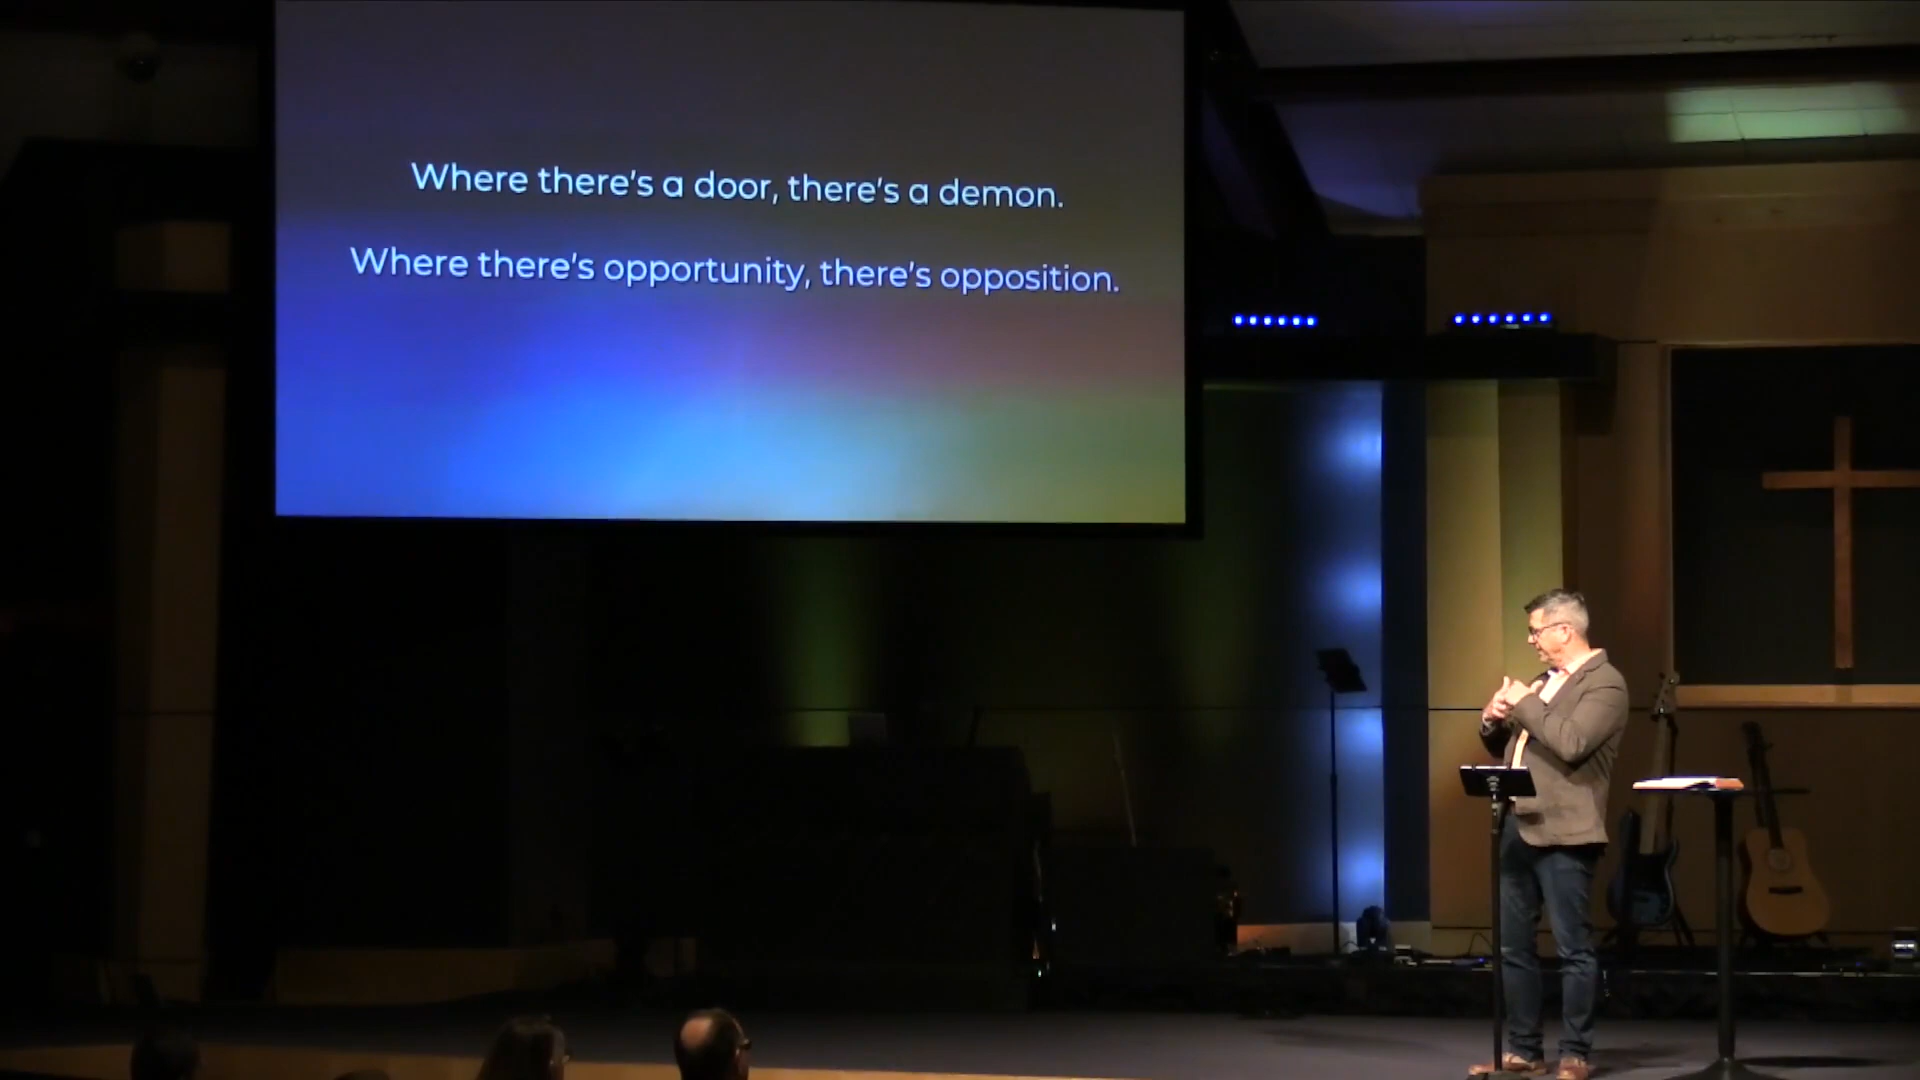 Where there's a door, there's a demon.
Where there's opportunity, there's opposition.